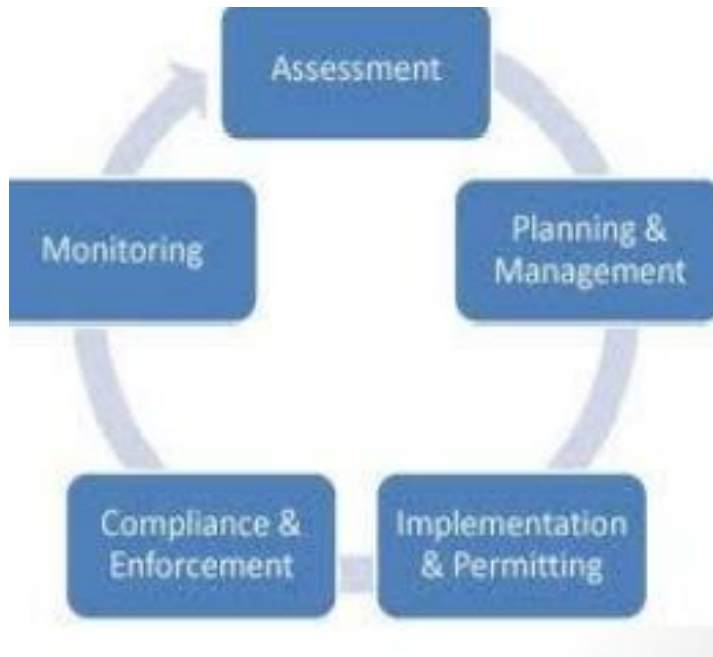 Assessment
Planning &
Management
Implementation
& Permitting
Compliance &
Enforcement
Monitoring